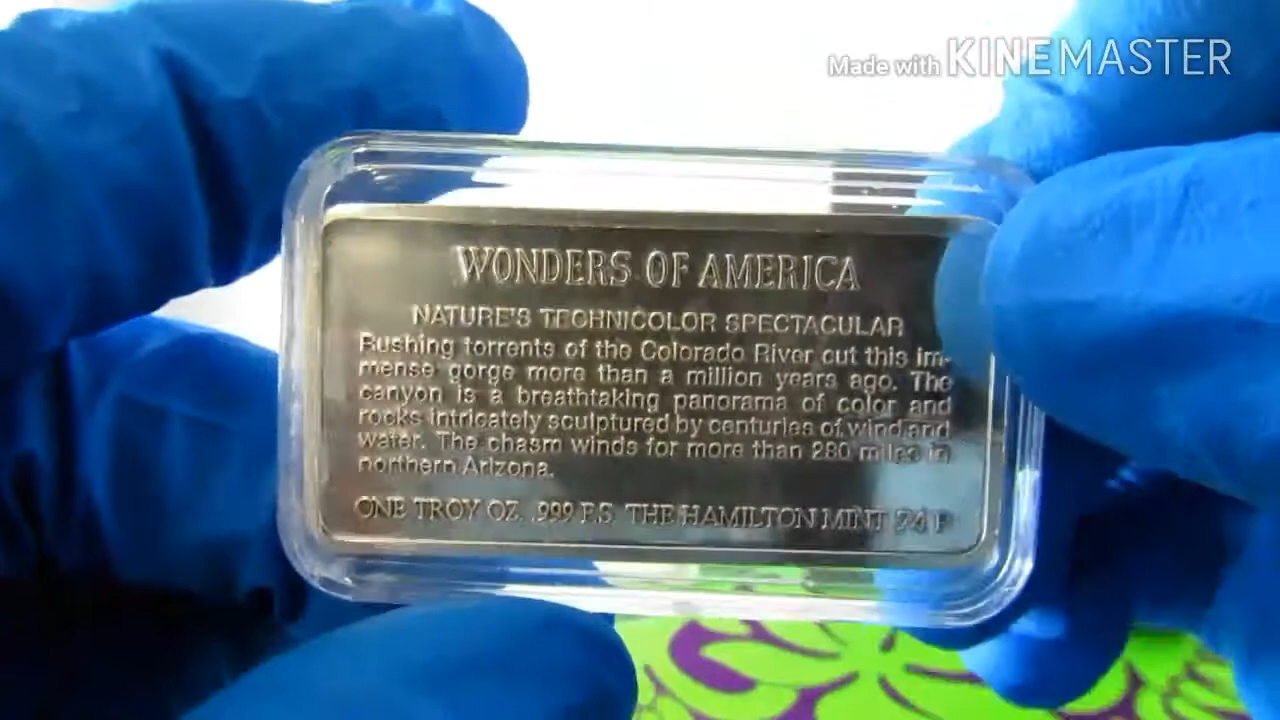 Made with KINEMASTER
WONDERS OF AMERICA
NATURE'S TECHNICOLOR SPECTACULAR
Rushing torrents of the Colorado River cut this im-
mense gorge more than a million years ago. The
canyon is a breathtaking panorama of color and
rocks intricately sculptured by centuries of wind and
water. The chasm winds for more than 280 miles in
northern Arizona.
ONE TROY OZ. .999 F.S. THE HAMILTON MINT